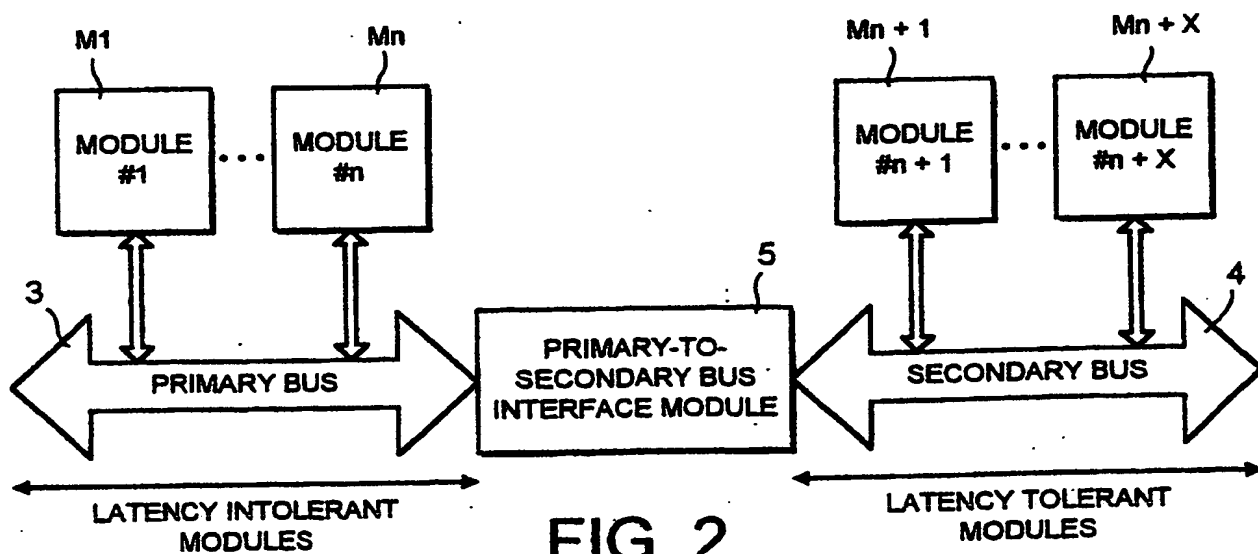 M1
Mn
Mn + 1
Mn + X
MODULE
#1
MODULE
#n
MODULE
#n + 1
MODULE
#n + X
3
5
4
PRIMARY BUS
PRIMARY-TO-
SECONDARY BUS
INTERFACE MODULE
SECONDARY BUS
LATENCY INTOLERANT
MODULES
LATENCY TOLERANT
MODULES
FIG. 2